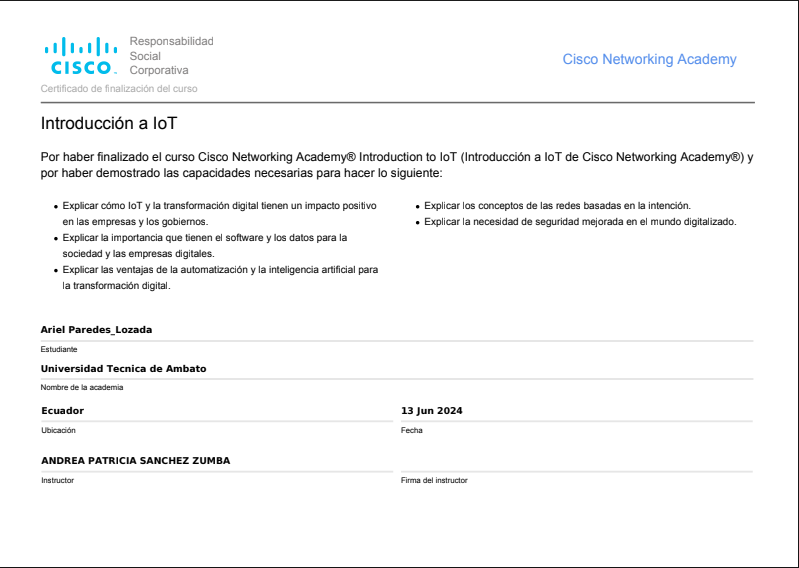 Responsabilidad
Social
Corporativa
CISCO
Cisco Networking Academy
Certificado de finalización del curso
Introducción a IoT
Por haber finalizado el curso Cisco Networking Academy® Introduction to IoT (Introducción a IoT de Cisco Networking Academy®) y
por haber demostrado las capacidades necesarias para hacer lo siguiente:
• Explicar cómo IoT y la transformación digital tienen un impacto positivo
en las empresas y los gobiernos.
• Explicar la importancia que tienen el software y los datos para la
sociedad y las empresas digitales.
• Explicar las ventajas de la automatización y la inteligencia artificial para
la transformación digital.
• Explicar los conceptos de las redes basadas en la intención.
• Explicar la necesidad de seguridad mejorada en el mundo digitalizado.
Ariel Paredes_Lozada
Estudiante
Universidad Tecnica de Ambato
Nombre de la academia
Ecuador
Ubicación
13 Jun 2024
Fecha
ANDREA PATRICIA SANCHEZ ZUMBA
Instructor
Firma del instructor